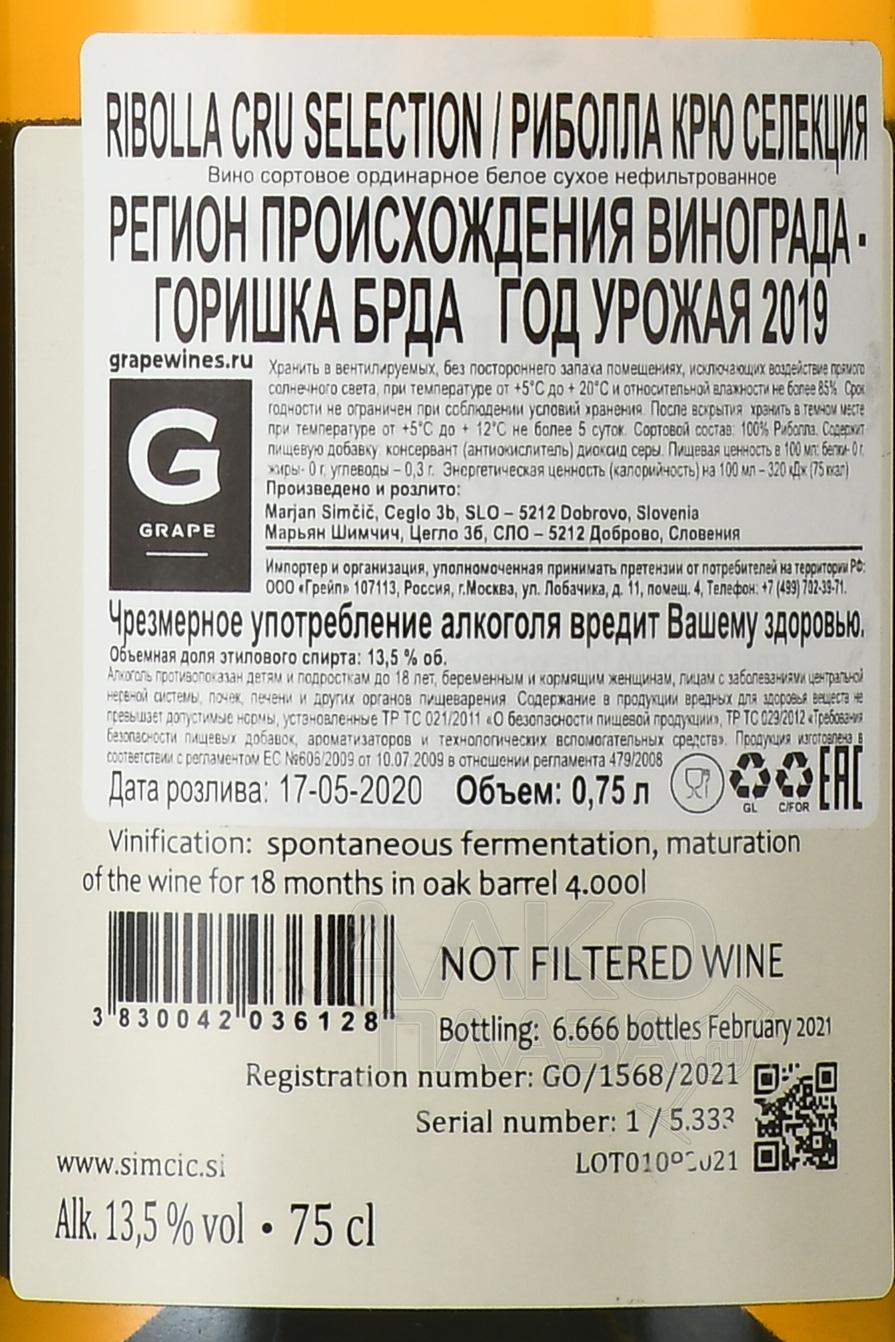 RIBOLLA CRU SELECTION / РИБОЛЛА КРЮ СЕЛЕКЦИЯ
Вино сортовое ординарное белое сухое нефильтрованное
РЕГИОН ПРОИСХОЖДЕНИЯ ВИНОГРАДА -
ГОРИШКА БРДА ГОД УРОЖАЯ 2019
grapewines.ru
G
GRAPE
Хранить в вентилируемых, без постороннего запаха помещениях, исключающих воздействие прямого
солнечного света, при температуре от +5°С до + 20°С и относительной влажности не более 85% Срок
годности не ограничен при соблюдении условий хранения. После вскрытия хранить в темном месте
при температуре от +5°С до + 12°С не более 5 суток. Сортовой состав: 100% Риболла. Содержит
пищевую добавку: консервант (антиокислитель) диоксид серы. Пищевая ценность в 100 мл: белки- 0 г.
жиры- 0 г, углеводы – 0,3 г. Энергетическая ценность (калорийность) на 100 мл – 320 кДж (75 ккал)
Произведено и розлито:
Marjan Simčič, Ceglo 3b, SLO – 5212 Dobrovo, Slovenia
Марьян Шимчич, Цегло 3б, СЛО – 5212 Доброво, Словения
Импортер и организация, уполномоченная принимать претензии от потребителей на территории РФ:
ООО «Грейп» 107113, Россия, г.Москва, ул. Лобачика, д. 11, помещ. 4, Телефон: +7 (499) 702-39-71.
Чрезмерное употребление алкоголя вредит Вашему здоровью.
Объемная доля этилового спирта: 13,5 % об.
Алкоголь противопоказан детям и подросткам до 18 лет, беременным и кормящим женщинам, лицам с заболеваниями центральной
нервной системы, почек, печени и других органов пищеварения. Содержание в продукции вредных для здоровья веществ не
превышает допустимые нормы, установленные ТР ТС 021/2011 «О безопасности пищевой продукции», ТР ТС 029/2012 «Требования
безопасности пищевых добавок, ароматизаторов и технологических вспомогательных средств». Продукция изготовлена в
соответствии с регламентом ЕС №606/2009 от 10.07.2009 в отношении регламента 479/2008
Дата розлива: 17-05-2020 Объем: 0,75 л
GL C/FOR EAC
Vinification: spontaneous fermentation, maturation
of the wine for 18 months in oak barrel 4.000l
3 830042 036128
NOT FILTERED WINE
Bottling: 6.666 bottles February 2021
Registration number: GO/1568/2021
Serial number: 1 / 5.333
www.simcic.si
Alk. 13,5 % vol • 75 cl
АЛКО
ПЛАЗА.ru